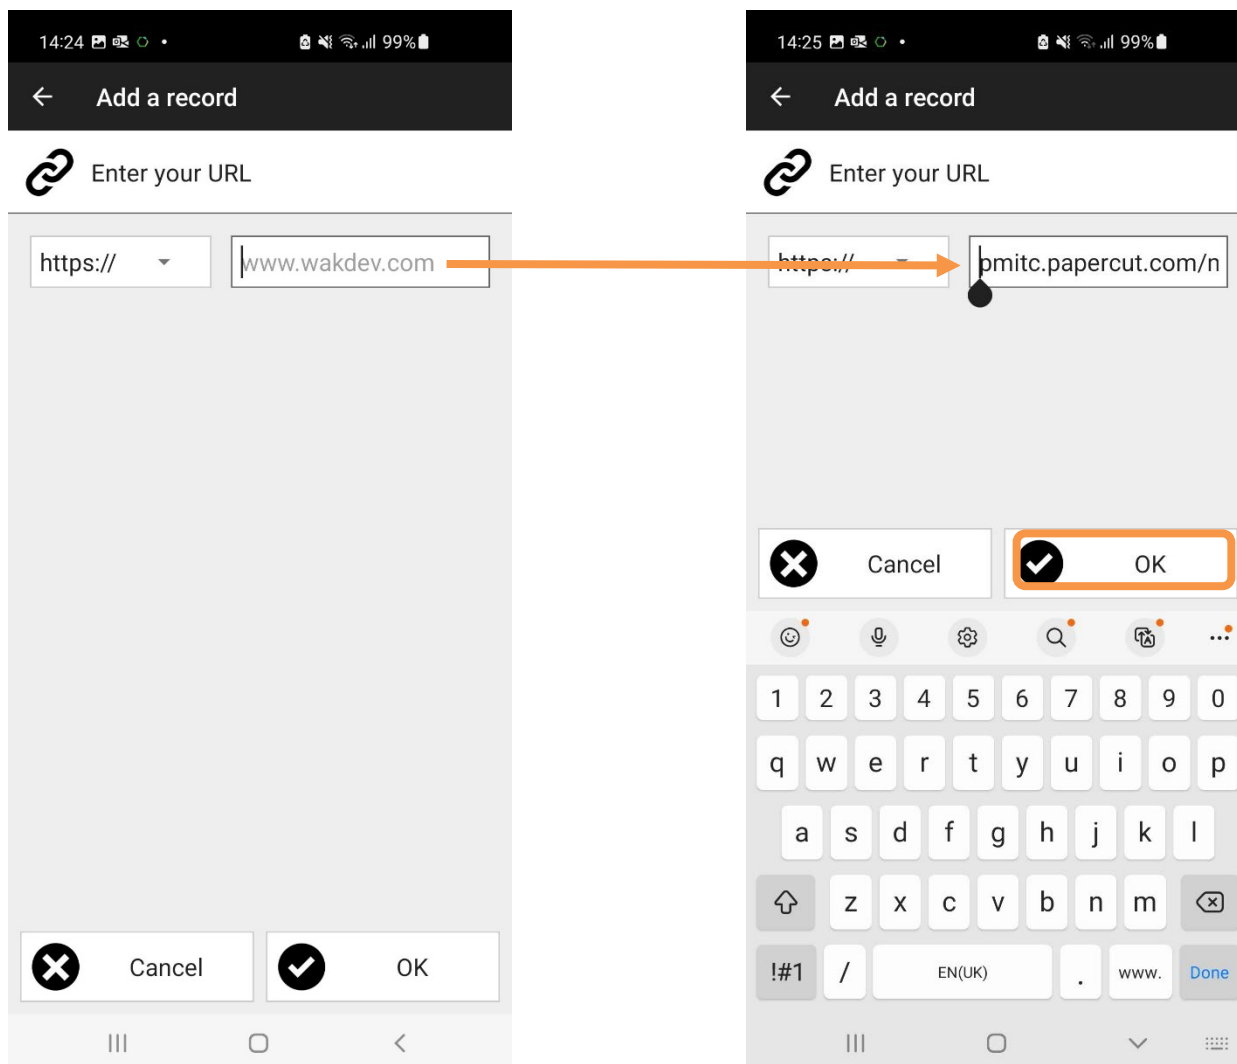 14:24
99%
Add a record
Enter your URL
https://
www.wakdev.com
Cancel
OK
14:25
99%
Add a record
Enter your URL
https://
pmitc.papercut.com/n
Cancel
OK
1 2 3 4 5 6 7 8 9 0
q w e r t y u i o p
a s d f g h j k l
z x c v b n m
!#1 / EN(UK) . www. Done